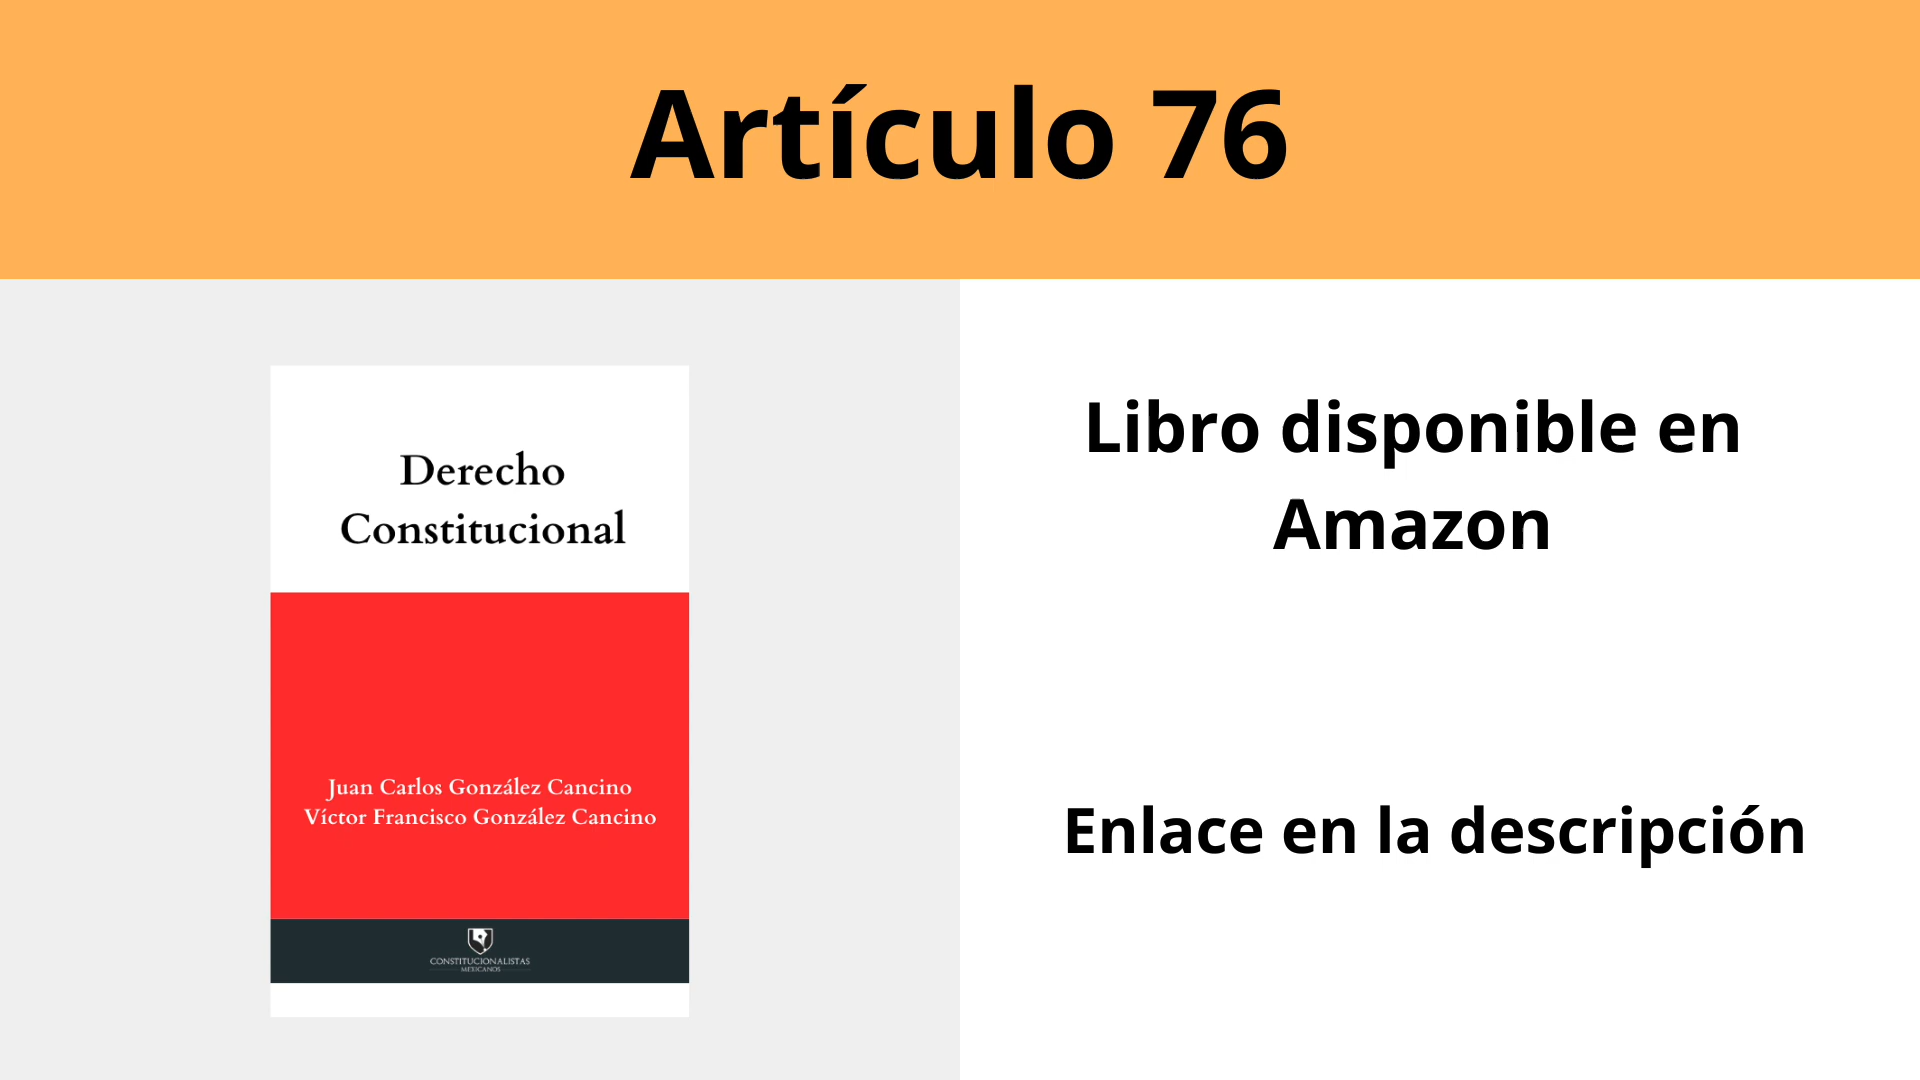 Artículo 76
Derecho
Constitucional
Juan Carlos González Cancino
Víctor Francisco González Cancino
CONSTITUCIONALISTAS
MEXICANOS
Libro disponible en
Amazon
Enlace en la descripción